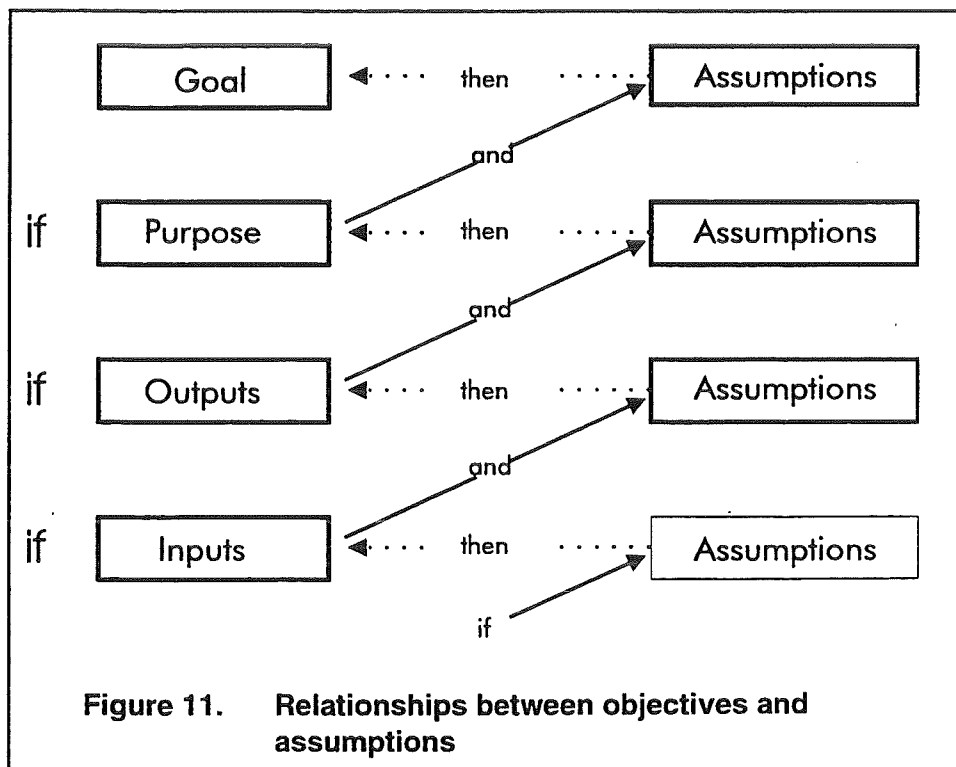 Goal then Assumptions
and
if Purpose then Assumptions
and
if Outputs then Assumptions
and
if Inputs then Assumptions
if
Figure 11. Relationships between objectives and
assumptions